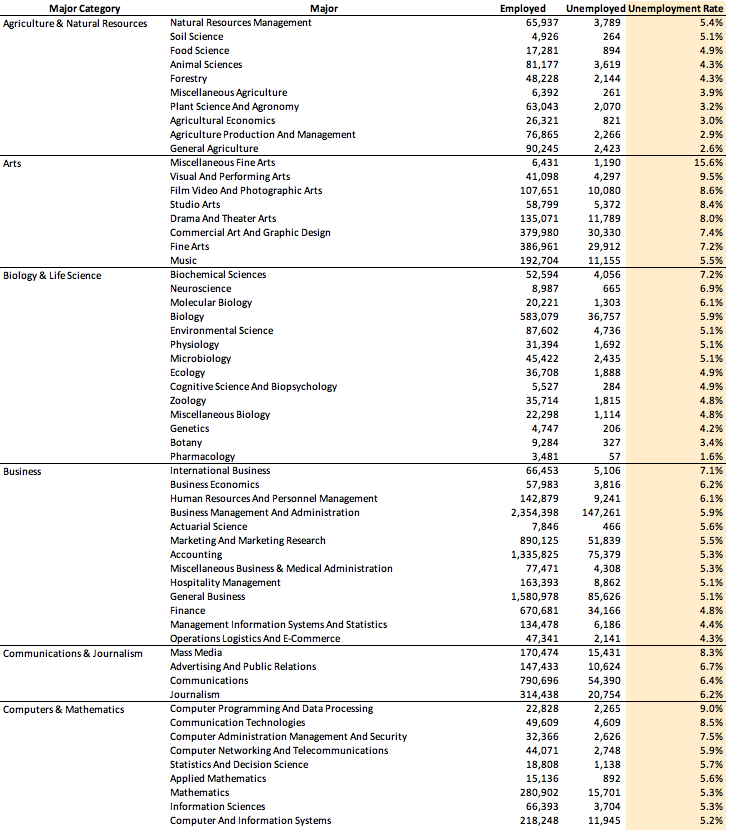 Major Category Major Employed Unemployed Unemployment Rate
Agriculture & Natural Resources Natural Resources Management 65,937 3,789 5.4%
Soil Science 4,926 264 5.1%
Food Science 17,281 894 4.9%
Animal Sciences 81,177 3,619 4.3%
Forestry 48,228 2,144 4.3%
Miscellaneous Agriculture 6,392 261 3.9%
Plant Science And Agronomy 63,043 2,070 3.2%
Agricultural Economics 26,321 821 3.0%
Agriculture Production And Management 76,865 2,266 2.9%
General Agriculture 90,245 2,423 2.6%
Arts Miscellaneous Fine Arts 6,431 1,190 15.6%
Visual And Performing Arts 41,098 4,297 9.5%
Film Video And Photographic Arts 107,651 10,080 8.6%
Studio Arts 58,799 5,372 8.4%
Drama And Theater Arts 135,071 11,789 8.0%
Commercial Art And Graphic Design 379,980 30,330 7.4%
Fine Arts 386,961 29,912 7.2%
Music 192,704 11,155 5.5%
Biology & Life Science Biochemical Sciences 52,594 4,056 7.2%
Neuroscience 8,987 665 6.9%
Molecular Biology 20,221 1,303 6.1%
Biology 583,079 36,757 5.9%
Environmental Science 87,602 4,736 5.1%
Physiology 31,394 1,692 5.1%
Microbiology 45,422 2,435 5.1%
Ecology 36,708 1,888 4.9%
Cognitive Science And Biopsychology 5,527 284 4.9%
Zoology 35,714 1,815 4.8%
Miscellaneous Biology 22,298 1,114 4.8%
Genetics 4,747 206 4.2%
Botany 9,284 327 3.4%
Pharmacology 3,481 57 1.6%
Business International Business 66,453 5,106 7.1%
Business Economics 57,983 3,816 6.2%
Human Resources And Personnel Management 142,879 9,241 6.1%
Business Management And Administration 2,354,398 147,261 5.9%
Actuarial Science 7,846 466 5.6%
Marketing And Marketing Research 890,125 51,839 5.5%
Accounting 1,335,825 75,379 5.3%
Miscellaneous Business & Medical Administration 77,471 4,308 5.3%
Hospitality Management 163,393 8,862 5.1%
General Business 1,580,978 85,626 5.1%
Finance 670,681 34,166 4.8%
Management Information Systems And Statistics 134,478 6,186 4.4%
Operations Logistics And E-Commerce 47,341 2,141 4.3%
Communications & Journalism Mass Media 170,474 15,431 8.3%
Advertising And Public Relations 147,433 10,624 6.7%
Communications 790,696 54,390 6.4%
Journalism 314,438 20,754 6.2%
Computers & Mathematics Computer Programming And Data Processing 22,828 2,265 9.0%
Communication Technologies 49,609 4,609 8.5%
Computer Administration Management And Security 32,366 2,626 7.5%
Computer Networking And Telecommunications 44,071 2,748 5.9%
Statistics And Decision Science 18,808 1,138 5.7%
Applied Mathematics 15,136 892 5.6%
Mathematics 280,902 15,701 5.3%
Information Sciences 66,393 3,704 5.3%
Computer And Information Systems 218,248 11,945 5.2%